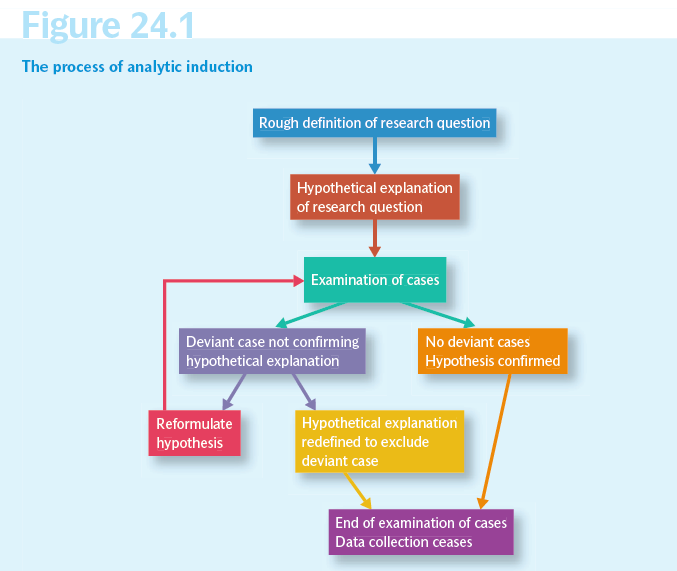 Figure 24.1
The process of analytic induction
Rough definition of research question
Hypothetical explanation
of research question
Examination of cases
Deviant case not confirming
hypothetical explanation
No deviant cases
Hypothesis confirmed
Reformulate
hypothesis
Hypothetical explanation
redefined to exclude
deviant case
End of examination of cases
Data collection ceases